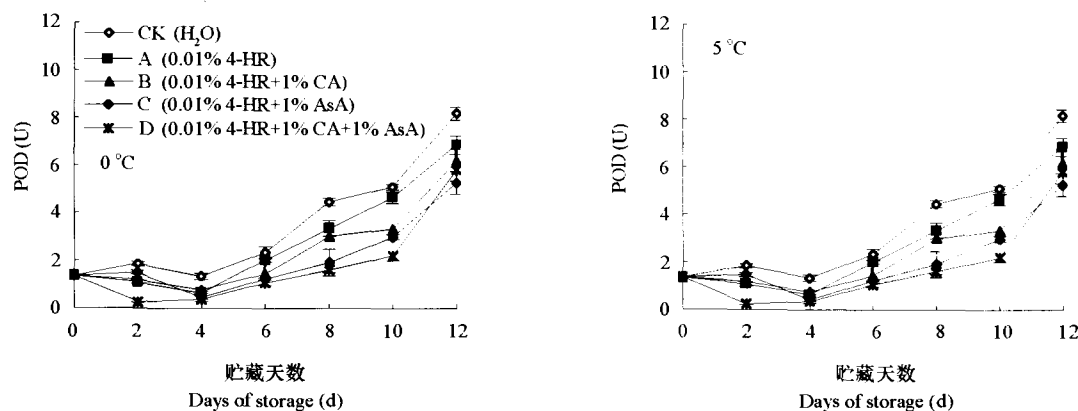 12
10
8
6
4
2
0
POD (U)
CK (H₂O)
A (0.01% 4-HR)
B (0.01% 4-HR+1% CA)
C (0.01% 4-HR+1% AsA)
D (0.01% 4-HR+1% CA+1% AsA)
0 °C
0 2 4 6 8 10 12
贮藏天数
Days of storage (d)
12
10
8
6
4
2
0
POD (U)
5 °C
0 2 4 6 8 10 12
贮藏天数
Days of storage (d)